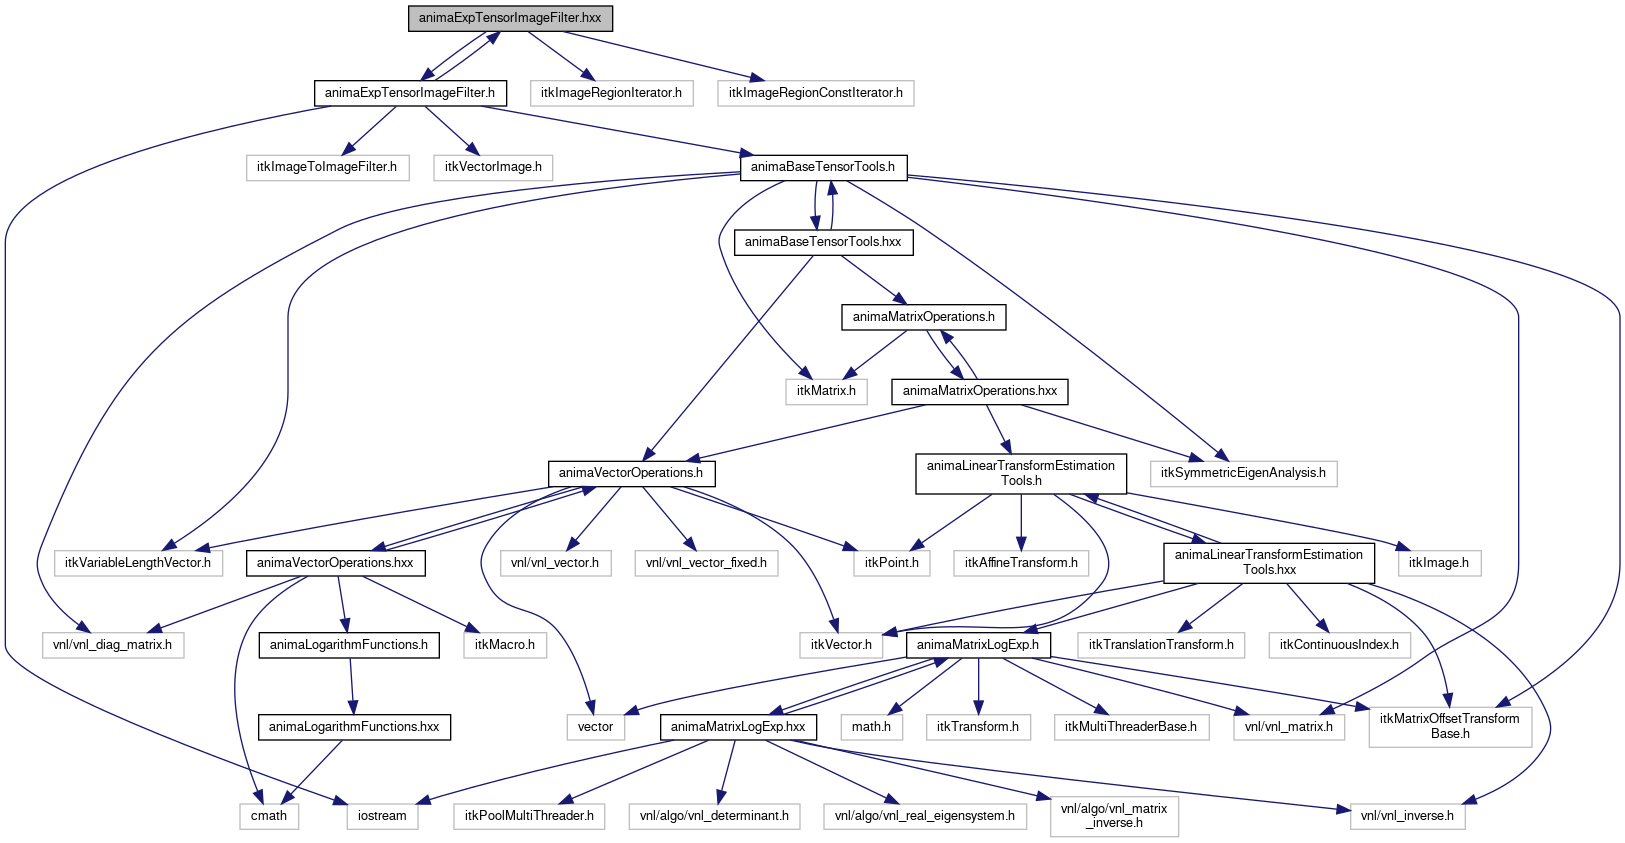 animaExpTensorImageFilter.hxx
animaExpTensorImageFilter.h
itkImageRegionIterator.h
itkImageRegionConstIterator.h
itkImageToImageFilter.h
itkVectorImage.h
animaBaseTensorTools.h
animaBaseTensorTools.hxx
animaMatrixOperations.h
itkMatrix.h
animaMatrixOperations.hxx
animaVectorOperations.h
animaLinearTransformEstimation
Tools.h
itkSymmetricEigenAnalysis.h
itkVariableLengthVector.h
animaVectorOperations.hxx
vnl/vnl_vector.h
vnl/vnl_vector_fixed.h
itkPoint.h
itkAffineTransform.h
animaLinearTransformEstimation
Tools.hxx
itkImage.h
vnl/vnl_diag_matrix.h
animaLogarithmFunctions.h
itkMacro.h
itkVector.h
animaMatrixLogExp.h
itkTranslationTransform.h
itkContinuousIndex.h
animaLogarithmFunctions.hxx
vector
animaMatrixLogExp.hxx
math.h
itkTransform.h
itkMultiThreaderBase.h
vnl/vnl_matrix.h
itkMatrixOffsetTransform
Base.h
cmath
iostream
itkPoolMultiThreader.h
vnl/algo/vnl_determinant.h
vnl/algo/vnl_real_eigensystem.h
vnl/algo/vnl_matrix
_inverse.h
vnl/vnl_inverse.h